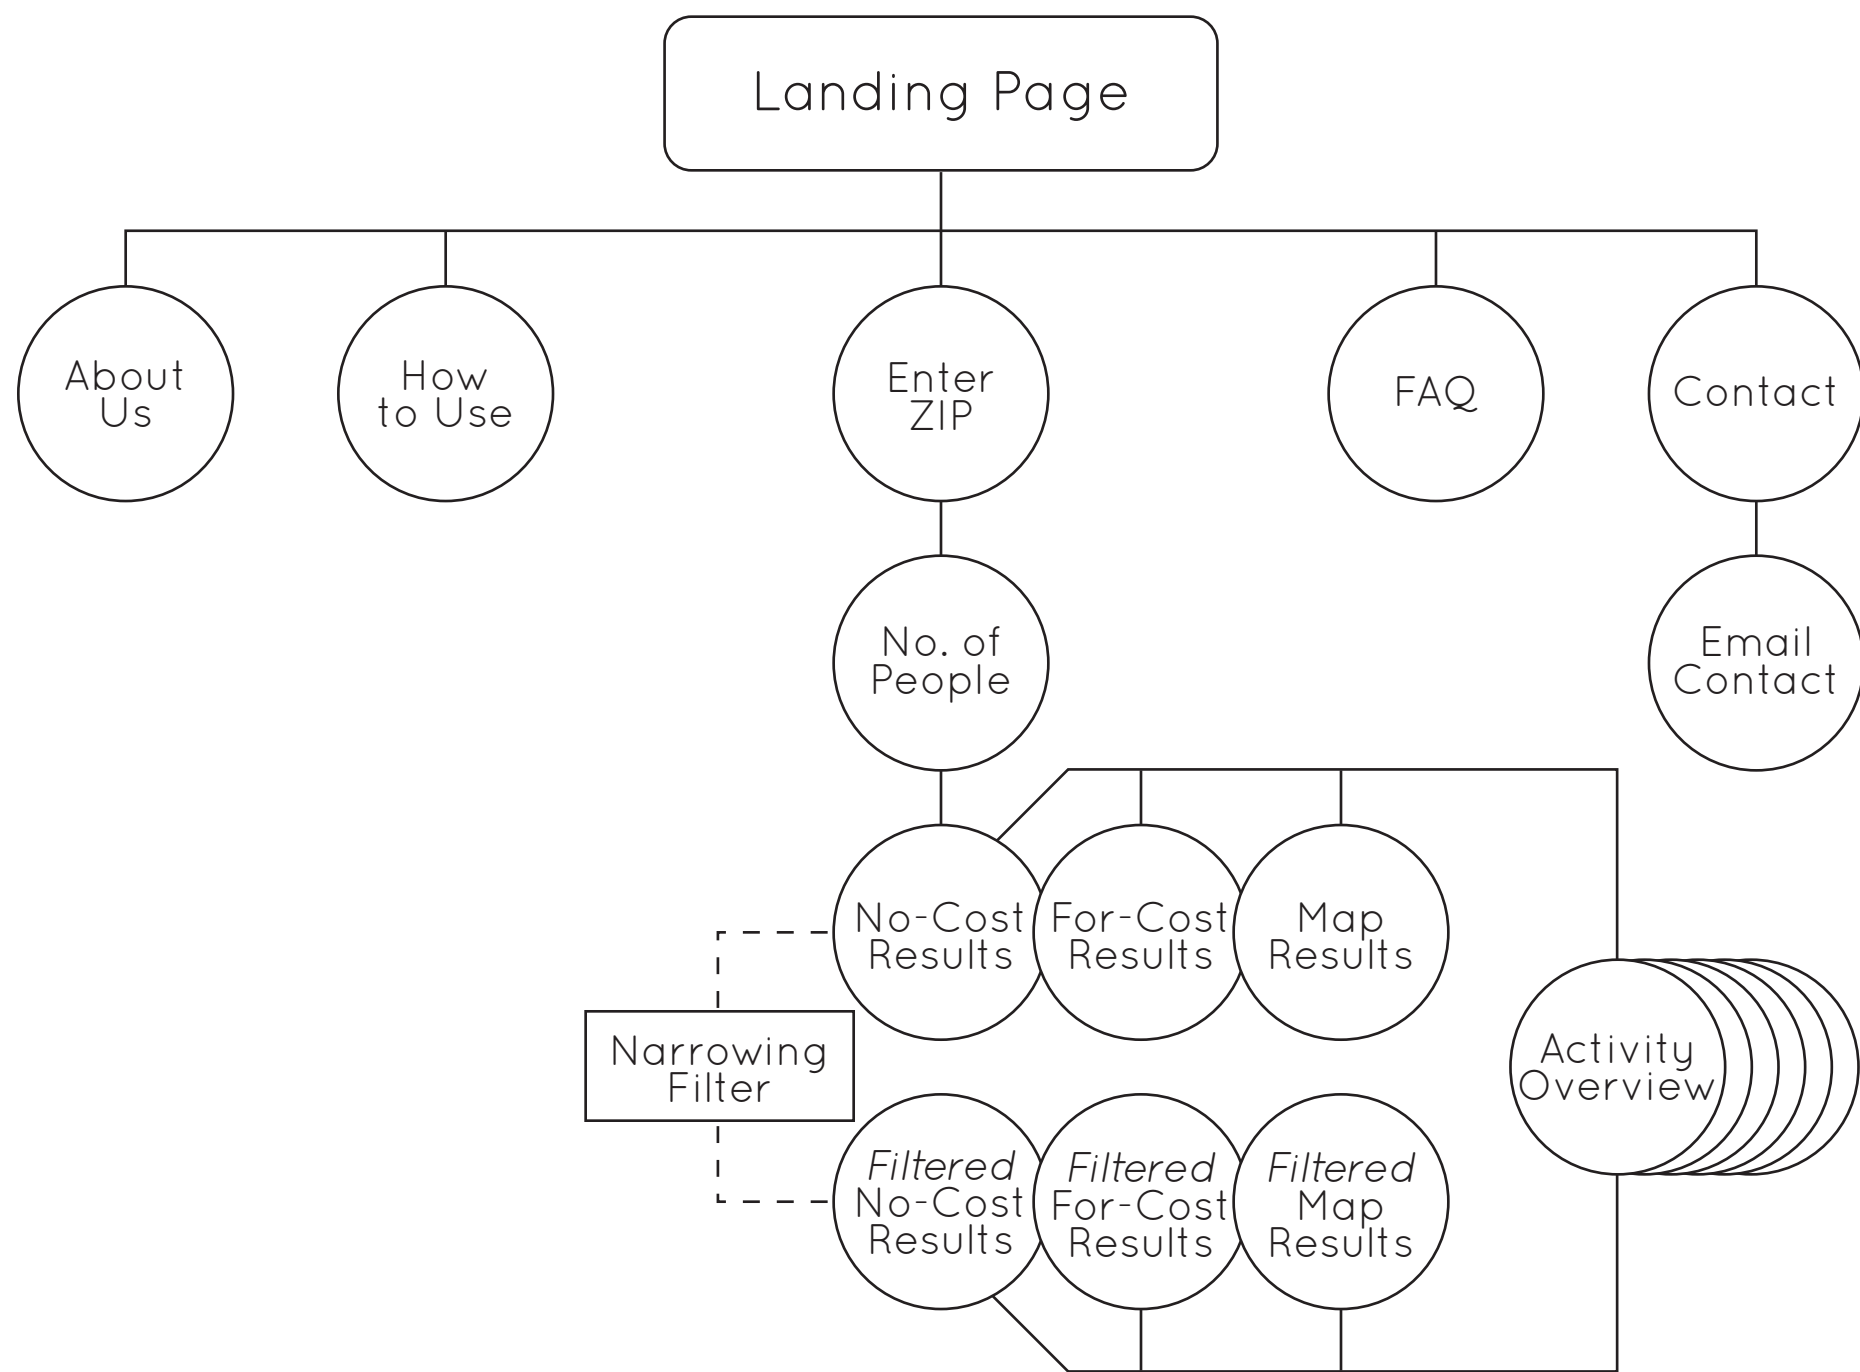 Landing Page
About
Us
How
to Use
Enter
ZIP
FAQ
Contact
No. of
People
Email
Contact
No-Cost
Results
For-Cost
Results
Map
Results
Narrowing
Filter
Activity
Overview
Filtered
No-Cost
Results
Filtered
For-Cost
Results
Filtered
Map
Results